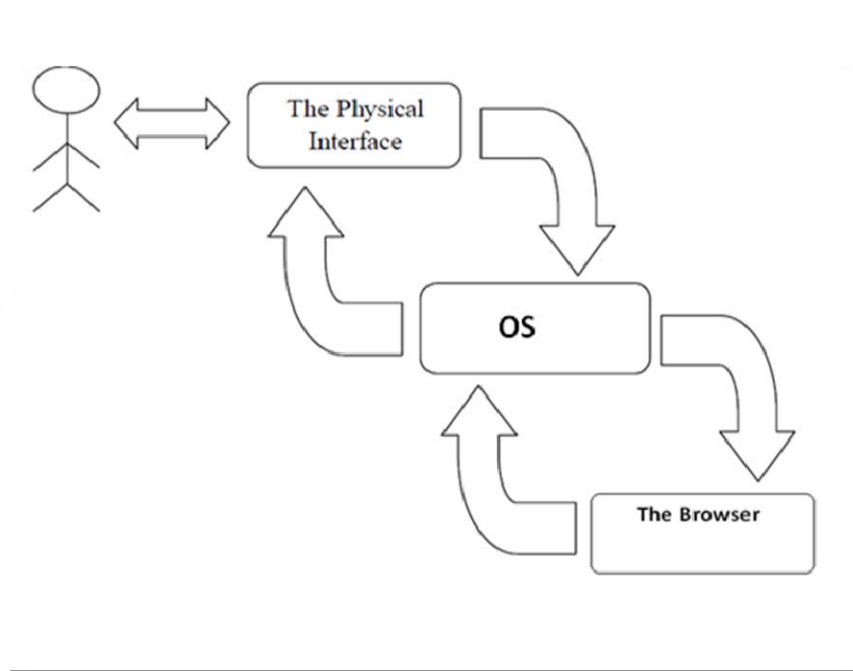 The Physical
Interface
OS
The Browser